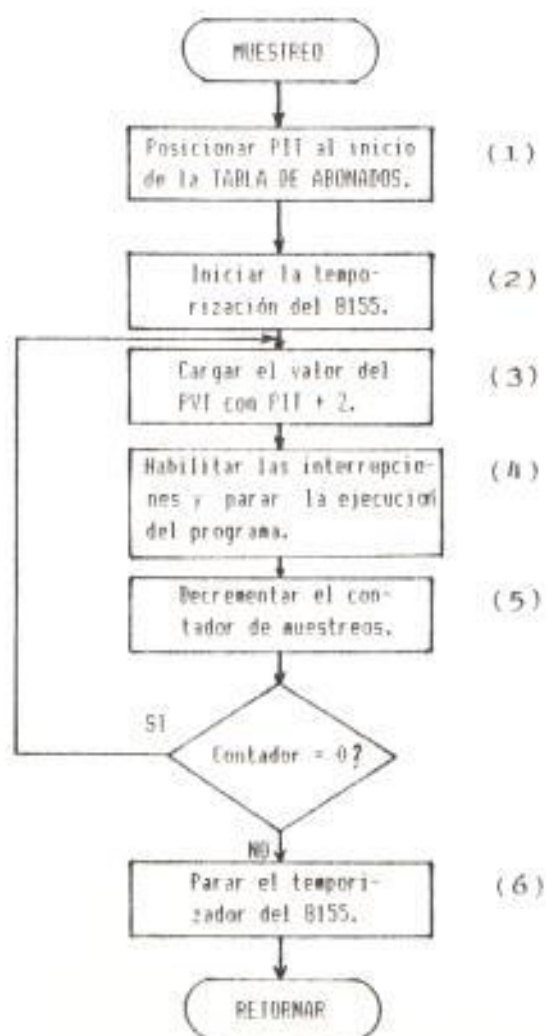 MUESTREO
Posicionar PIT al inicio
de la TABLA DE ABONADOS.
(1)
Iniciar la tempo-
rización del 8155.
(2)
Cargar el valor del
PVT con PIT + 2.
(3)
Habilitar las interrupcio-
nes y parar la ejecución
del programa.
(4)
Decrementar el con-
tador de muestreos.
(5)
SI
Contador = 0?
NO
Parar el tempori-
zador del 8155.
(6)
RETORNAR